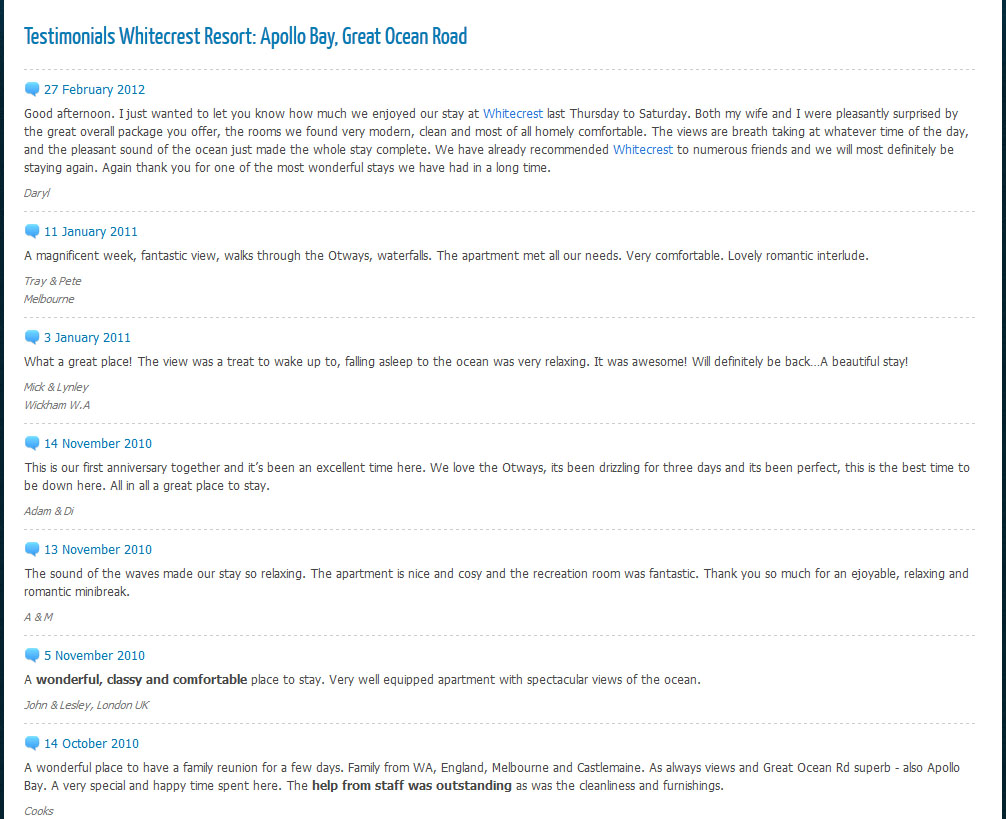 Testimonials Whitecrest Resort: Apollo Bay, Great Ocean Road
27 February 2012
Good afternoon. I just wanted to let you know how much we enjoyed our stay at Whitecrest last Thursday to Saturday. Both my wife and I were pleasantly surprised by
the great overall package you offer, the rooms we found very modern, clean and most of all homely comfortable. The views are breath taking at whatever time of the day,
and the pleasant sound of the ocean just made the whole stay complete. We have already recommended Whitecrest to numerous friends and we will most definitely be
staying again. Again thank you for one of the most wonderful stays we have had in a long time.
Daryl
11 January 2011
A magnificent week, fantastic view, walks through the Otways, waterfalls. The apartment met all our needs. Very comfortable. Lovely romantic interlude.
Tray & Pete
Melbourne
3 January 2011
What a great place! The view was a treat to wake up to, falling asleep to the ocean was very relaxing. It was awesome! Will definitely be back...A beautiful stay!
Mick & Lynley
Wickham W.A
14 November 2010
This is our first anniversary together and it’s been an excellent time here. We love the Otways, its been drizzling for three days and its been perfect, this is the best time to
be down here. All in all a great place to stay.
Adam & Di
13 November 2010
The sound of the waves made our stay so relaxing. The apartment is nice and cosy and the recreation room was fantastic. Thank you so much for an ejoyable, relaxing and
romantic minibreak.
A & M
5 November 2010
A wonderful, classy and comfortable place to stay. Very well equipped apartment with spectacular views of the ocean.
John & Lesley, London UK
14 October 2010
A wonderful place to have a family reunion for a few days. Family from WA, England, Melbourne and Castlemaine. As always views and Great Ocean Rd superb - also Apollo
Bay. A very special and happy time spent here. The help from staff was outstanding as was the cleanliness and furnishings.
Cooks